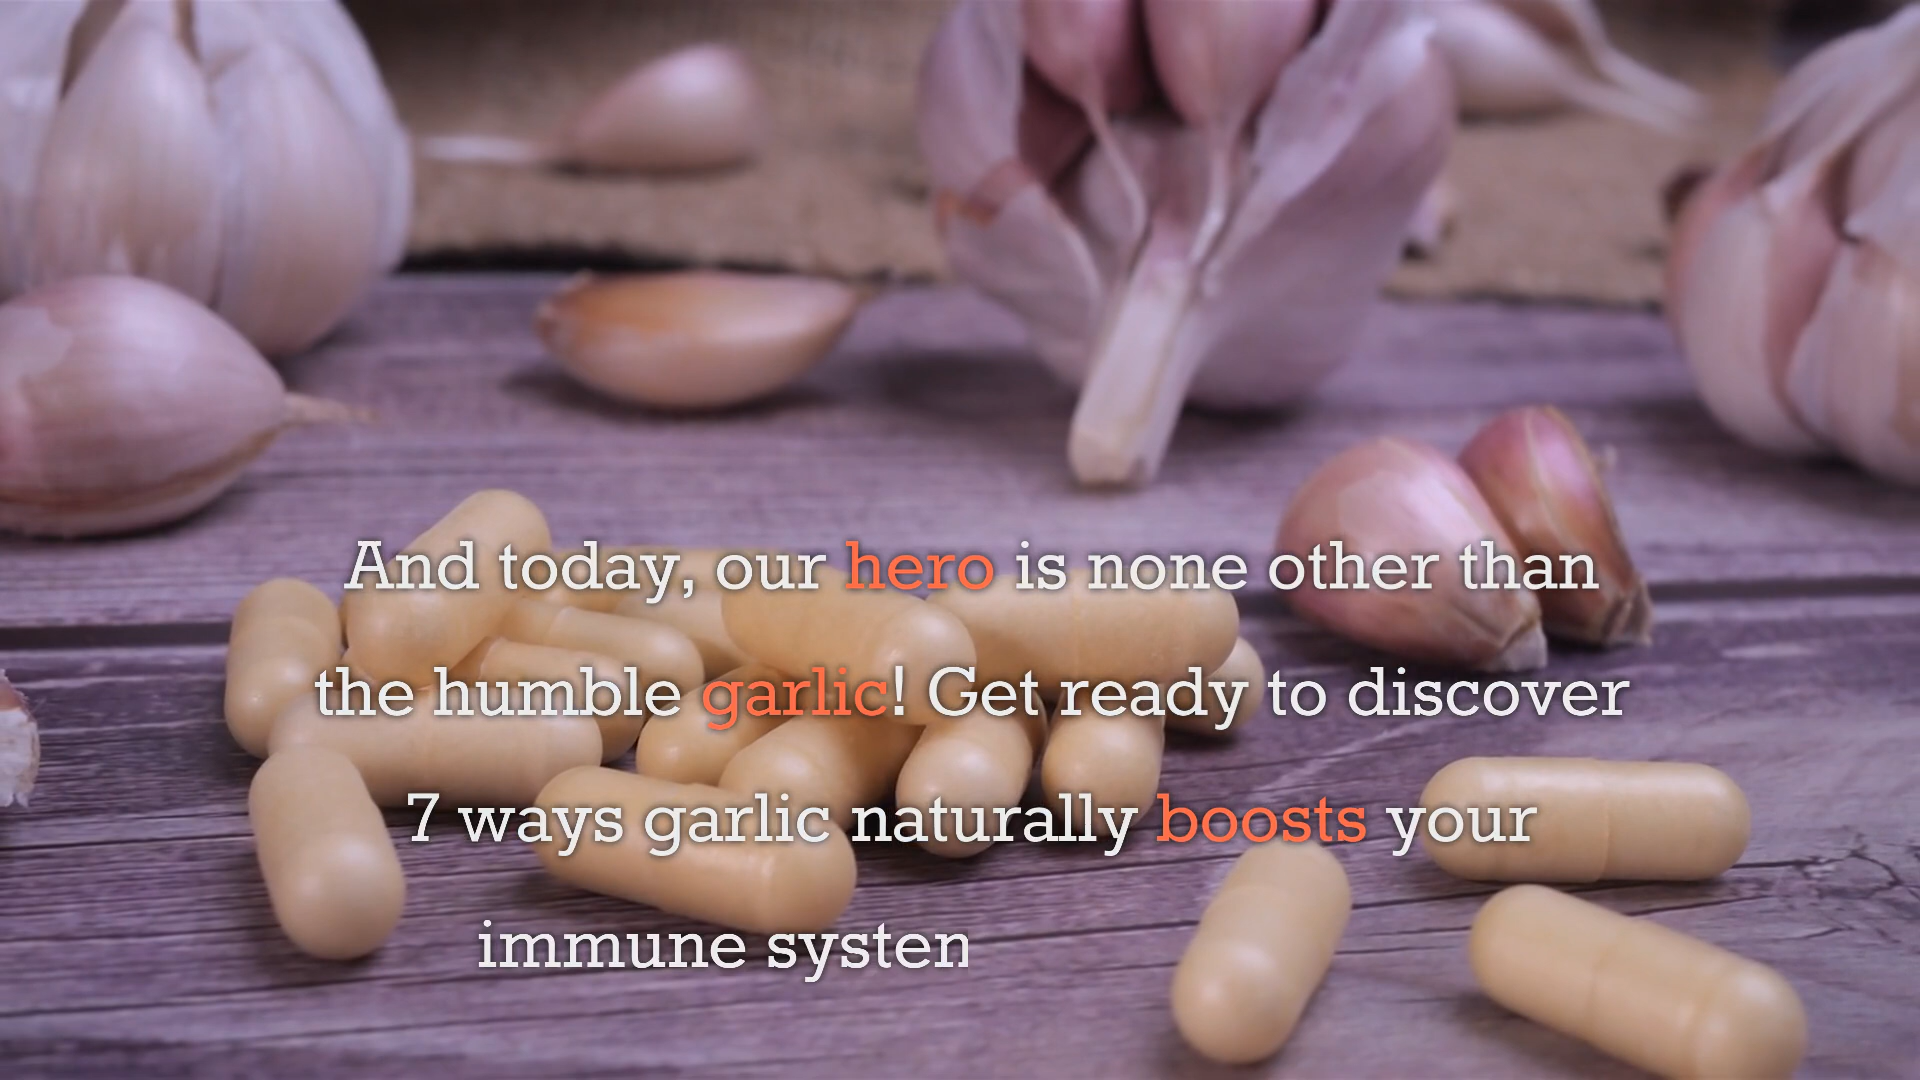 And today, our hero is none other than
the humble garlic! Get ready to discover
7 ways garlic naturally boosts your
immune systen